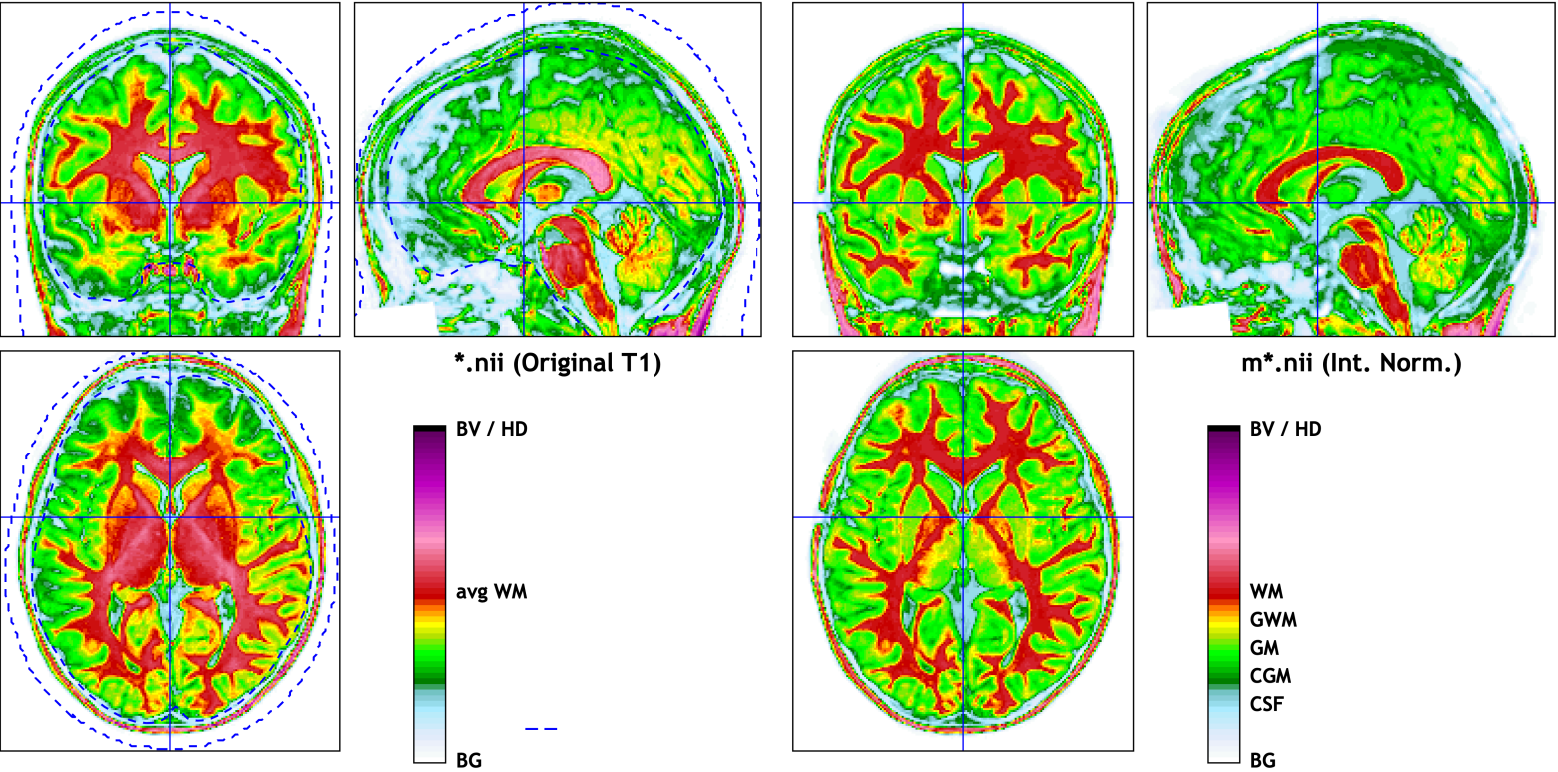 *.nii (Original T1)
m*.nii (Int. Norm.)
BV / HD
avg WM
BG
BV / HD
WM
GWM
GM
CGM
CSF
BG